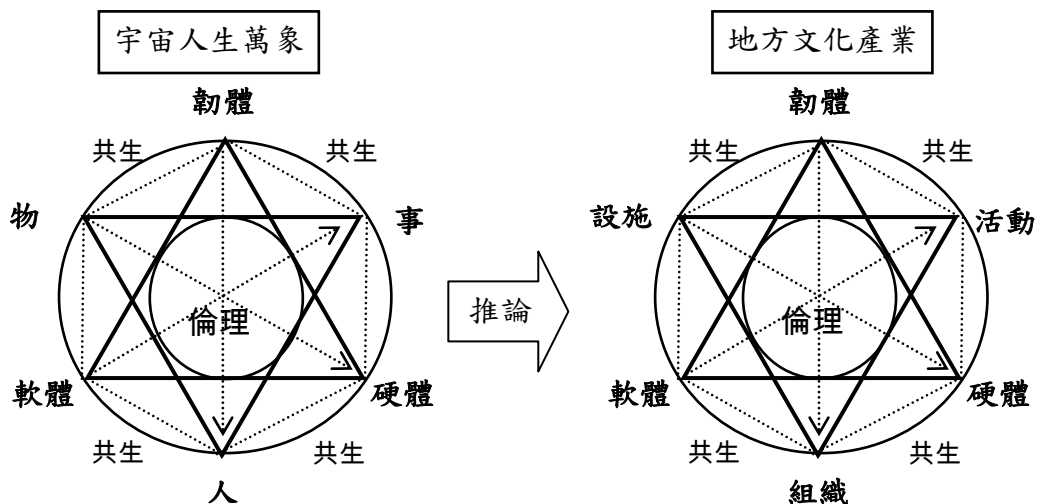 宇宙人生萬象
韌體
共生
共生
物
事
倫理
軟體
硬體
共生
共生
人
推論
地方文化產業
韌體
共生
共生
設施
活動
倫理
軟體
硬體
共生
共生
組織